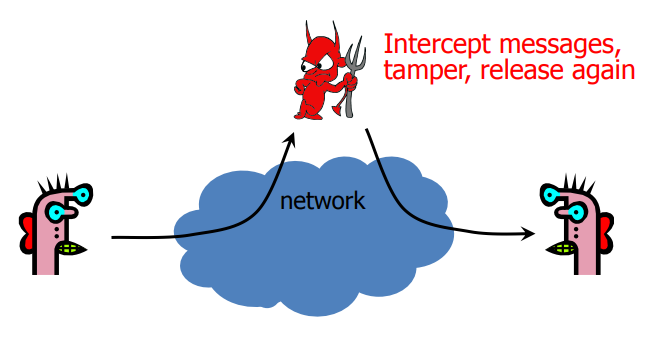 Intercept messages,
tamper, release again
network